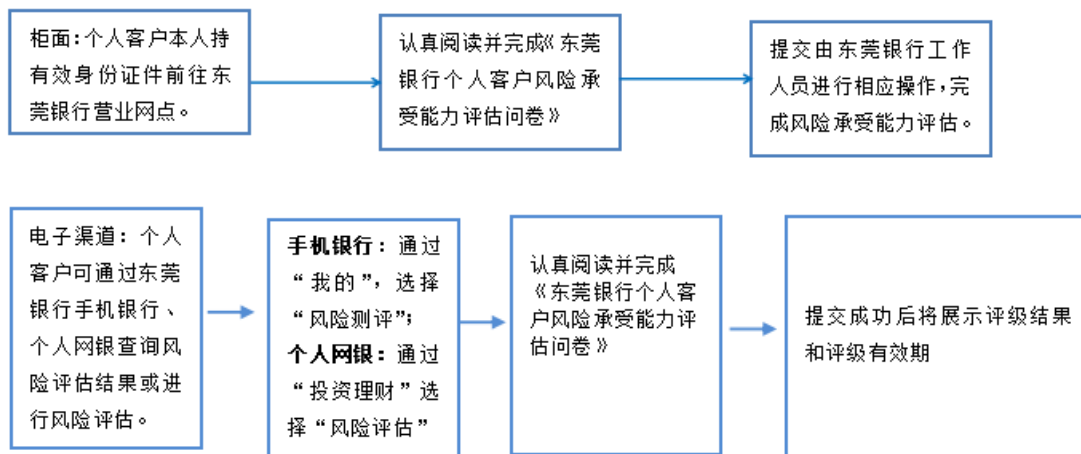 柜面：个人客户本人持
有效身份证件前往东
莞银行营业网点。
认真阅读并完成《东莞
银行个人客户风险承
受能力评估问卷》
提交由东莞银行工作
人员进行相应操作，完
成风险承受能力评估。
电子渠道：个人
客户可通过东莞
银行手机银行、
个人网银查询风
险评估结果或进
行风险评估。
手机银行：通过
“我的”，选择
“风险测评”；
个人网银：通过
“投资理财”选
择“风险评估”
认真阅读并完成
《东莞银行个人客
户风险承受能力评
估问卷》
提交成功后将展示评级结果
和评级有效期